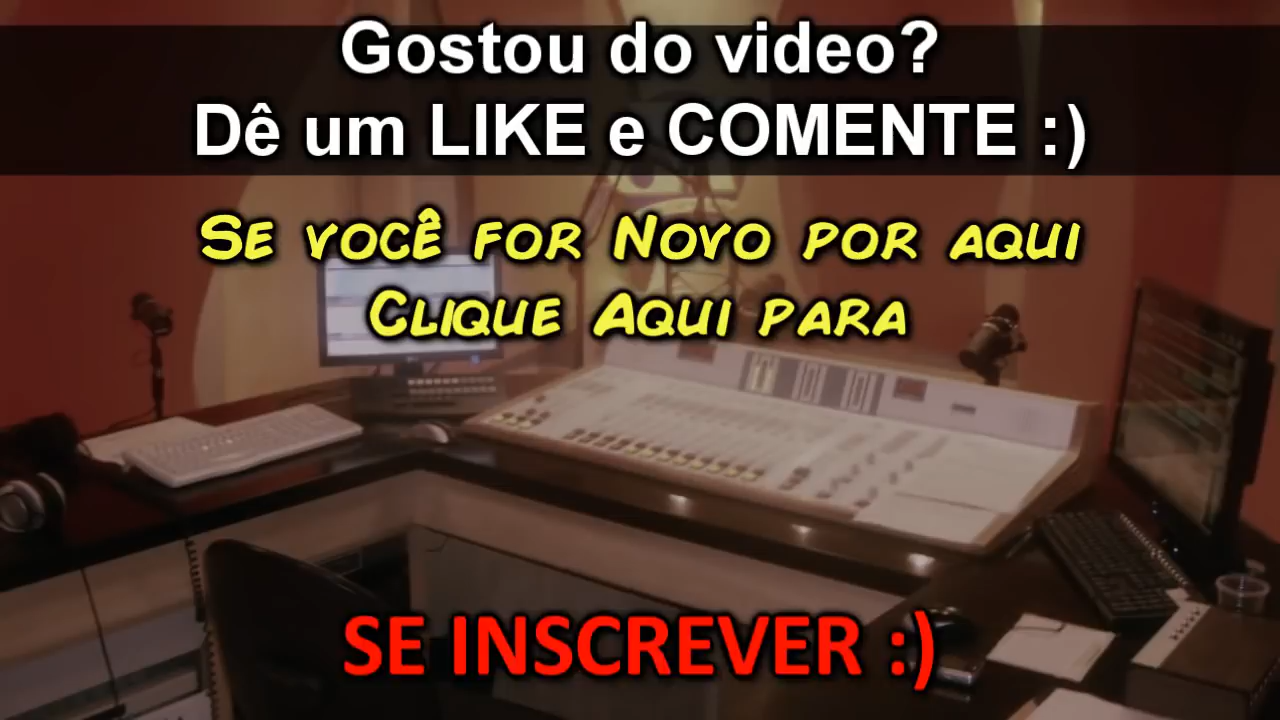 Gostou do video?
Dê um LIKE e COMENTE :)
Se você for Novo por aqui
Clique Aqui para
SE INSCREVER :)